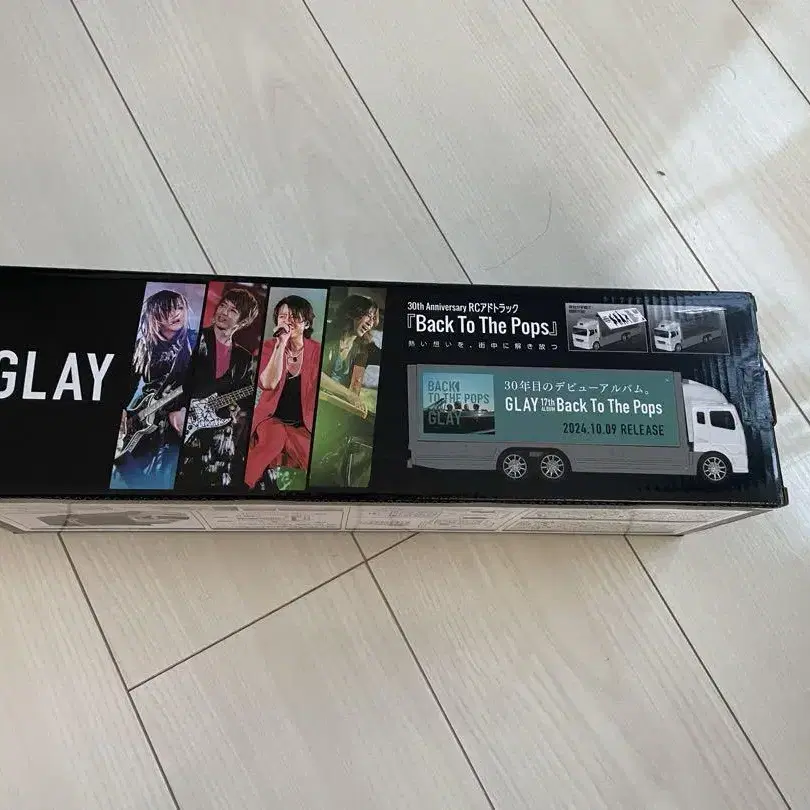 GLAY
30th Anniversary RCアドトラック
『Back To The Pops』
熱い想いを、街中に解き放つ
BACK
TO THE POPS
GLAY
30年目のデビューアルバム。
GLAY 17th ALBUM Back To The Pops
2024.10.09 RELEASE